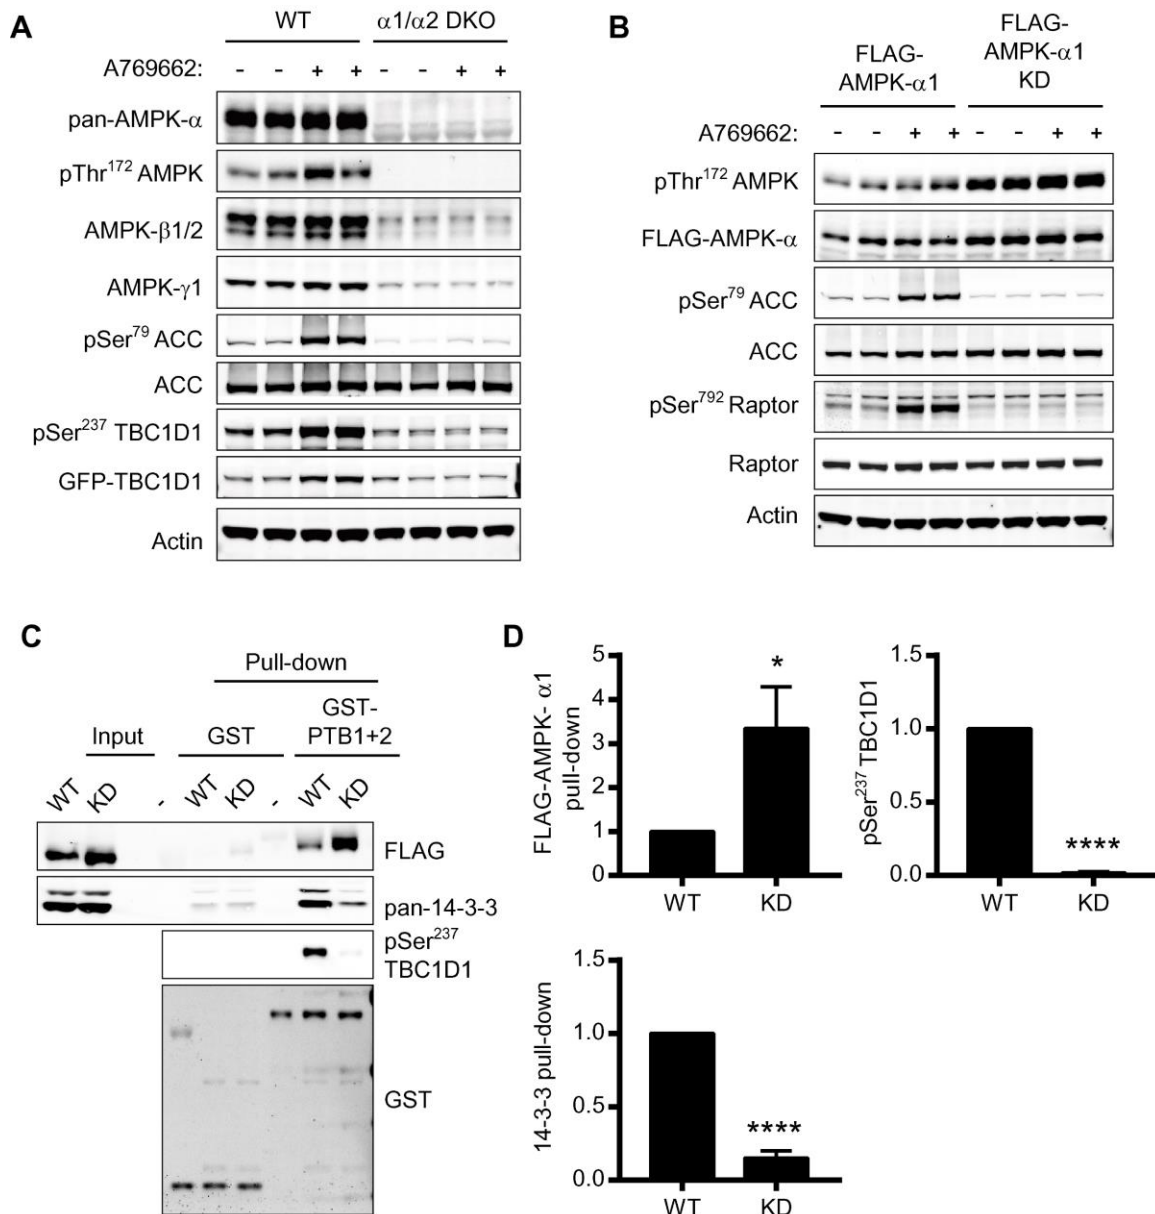 A
WT
α1/α2 DKO
A769662:
- - + + - - + +
pan-AMPK-α
pThr172 AMPK
AMPK-β1/2
AMPK-γ1
pSer79 ACC
ACC
pSer237 TBC1D1
GFP-TBC1D1
Actin
B
FLAG-
AMPK-α1
FLAG-
AMPK-α1
KD
A769662:
- - + + - - + +
pThr172 AMPK
FLAG-AMPK-α
pSer79 ACC
ACC
pSer792 Raptor
Raptor
Actin
C
Pull-down
Input
GST
GST-
PTB1+2
WT KD - WT KD - WT KD
FLAG
pan-14-3-3
pSer237
TBC1D1
GST
D
FLAG-AMPK- α1
pull-down
5
4
3
2
1
0
*
WT KD
pSer237 TBC1D1
1.5
1.0
0.5
0.0
****
WT KD
14-3-3 pull-down
1.5
1.0
0.5
0.0
****
WT KD